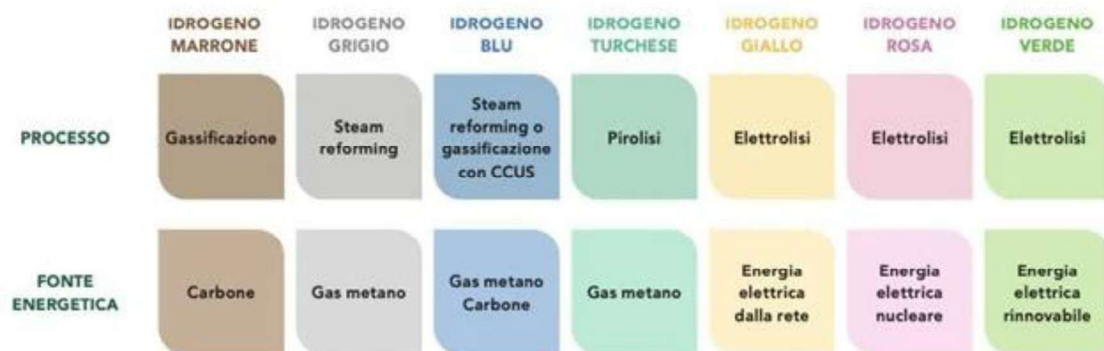 IDROGENO MARRONE
IDROGENO GRIGIO
IDROGENO BLU
IDROGENO TURCHESE
IDROGENO GIALLO
IDROGENO ROSA
IDROGENO VERDE
PROCESSO
Gassificazione
Steam
reforming
Steam
reforming o
gassificazione
con CCUS
Pirolisi
Elettrolisi
Elettrolisi
Elettrolisi
FONTE
ENERGETICA
Carbone
Gas metano
Gas metano
Carbone
Gas metano
Energia
elettrica
dalla rete
Energia
elettrica
nucleare
Energia
elettrica
rinnovabile